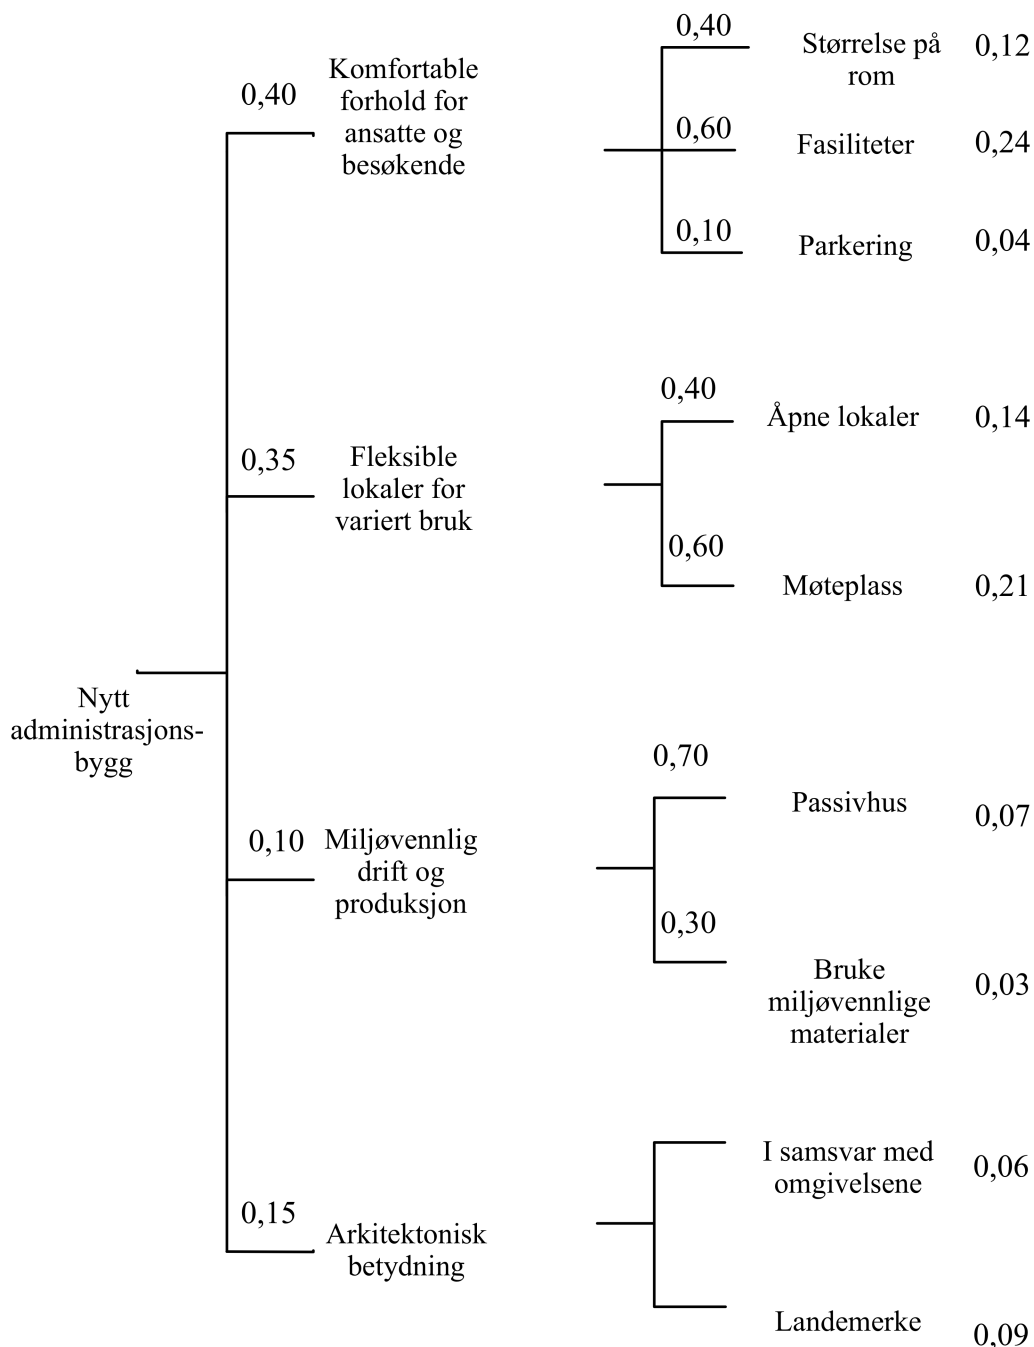 0,40
Størrelse på
rom
0,12
0,40
Komfortable
forhold for
ansatte og
besøkende
0,60
Fasiliteter
0,24
0,10
Parkering
0,04
0,40
Åpne lokaler
0,14
0,35
Fleksible
lokaler for
variert bruk
0,60
Møteplass
0,21
Nytt
administrasjons-
bygg
0,70
Passivhus
0,07
0,10
Miljøvennlig
drift og
produksjon
0,30
Bruke
miljøvennlige
materialer
0,03
I samsvar med
omgivelsene
0,06
0,15
Arkitektonisk
betydning
Landemerke
0,09